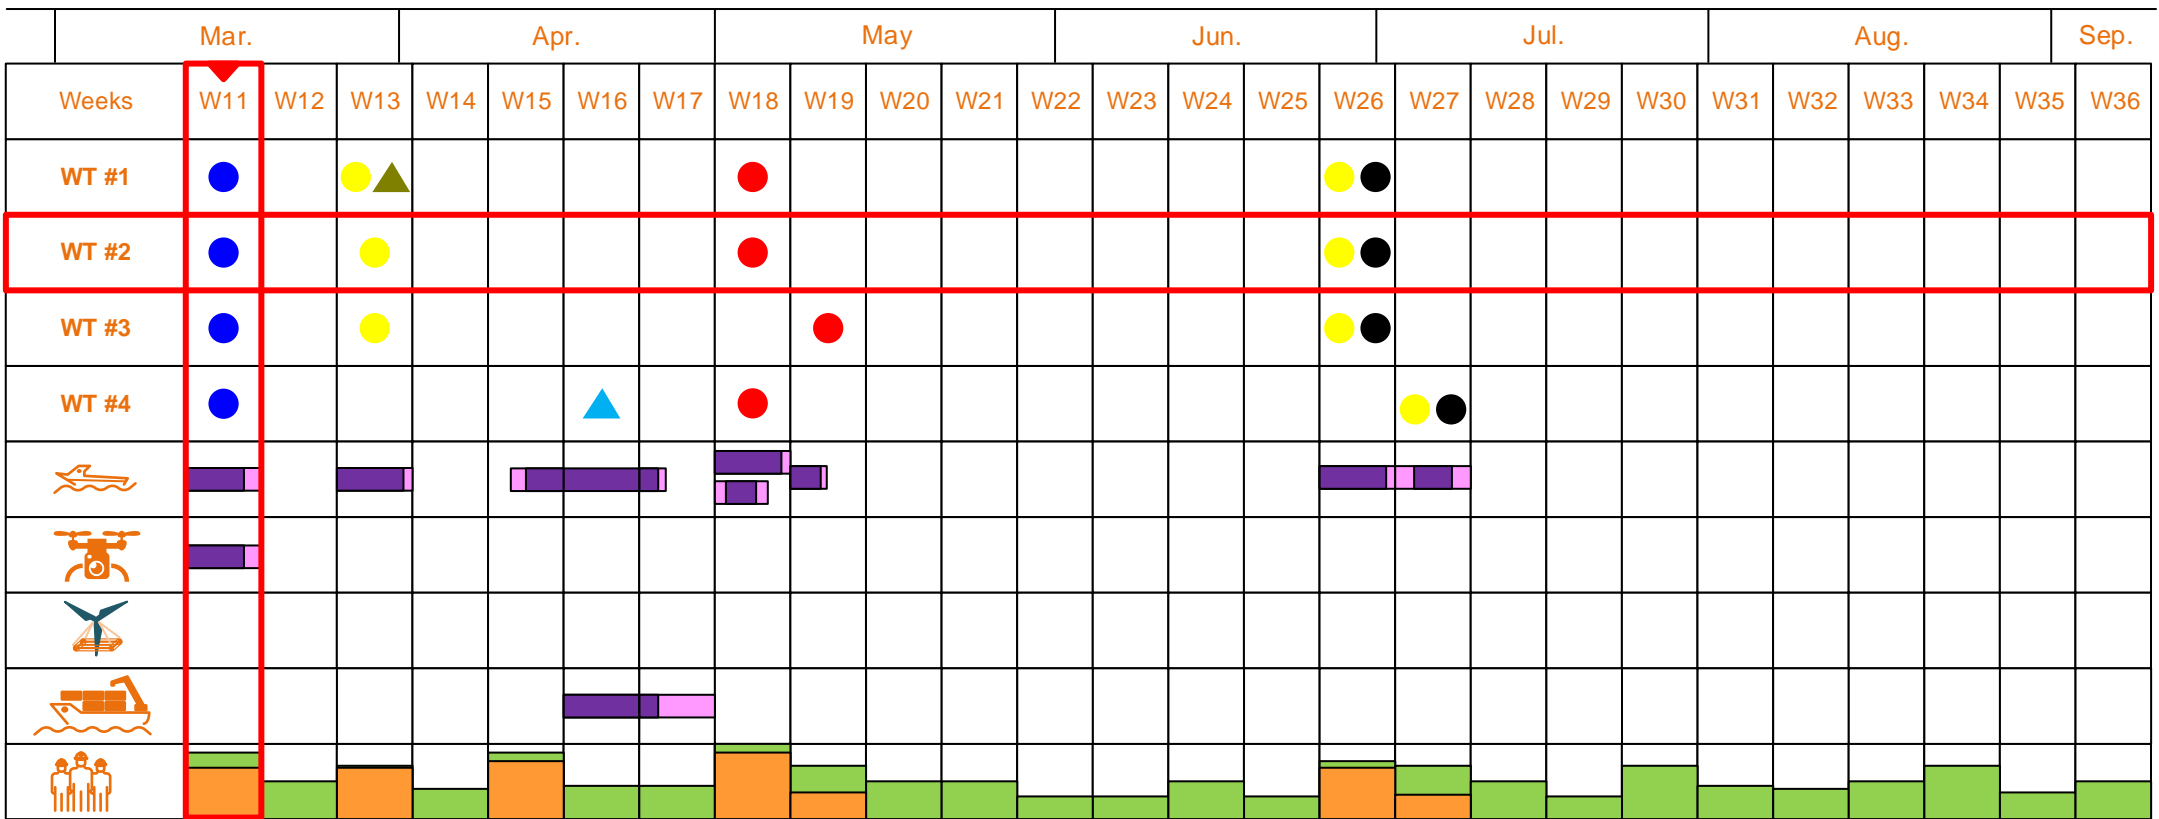 Mar. Apr. May Jun. Jul. Aug. Sep.
Weeks W11 W12 W13 W14 W15 W16 W17 W18 W19 W20 W21 W22 W23 W24 W25 W26 W27 W28 W29 W30 W31 W32 W33 W34 W35 W36
WT #1
WT #2
WT #3
WT #4